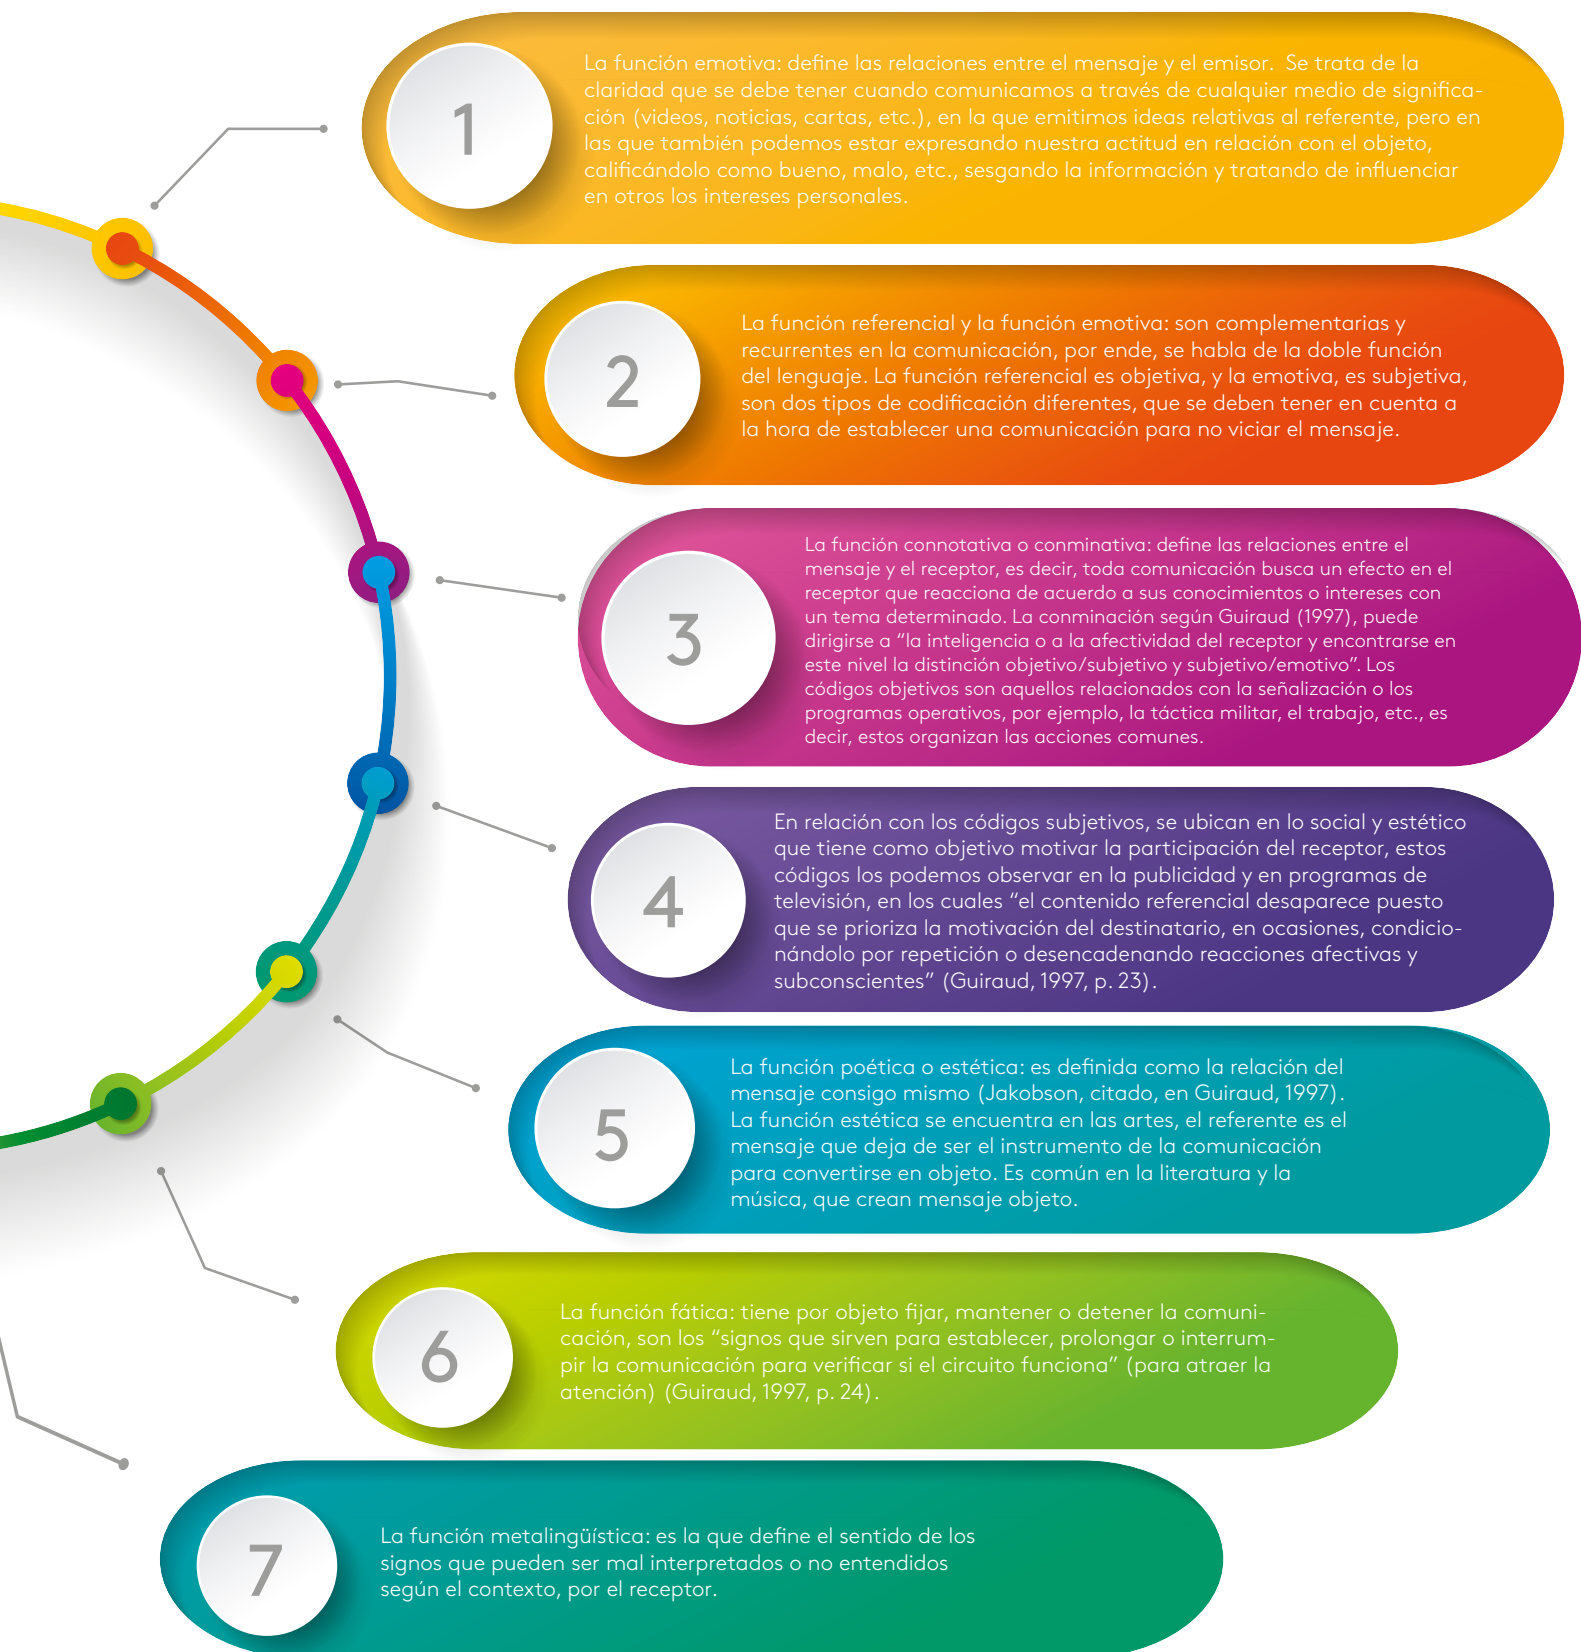 1
La función emotiva: define las relaciones entre el mensaje y el emisor.  Se trata de la
claridad que se debe tener cuando comunicamos a través de cualquier medio de significa-
ción (videos, noticias, cartas, etc.), en la que emitimos ideas relativas al referente, pero en
las que también podemos estar expresando nuestra actitud en relación con el objeto,
calificándolo como bueno, malo, etc., sesgando la información y tratando de influenciar
en otros los intereses personales.
2
La función referencial y la función emotiva: son complementarias y
recurrentes en la comunicación, por ende, se habla de la doble función
del lenguaje. La función referencial es objetiva, y la emotiva, es subjetiva,
son dos tipos de codificación diferentes, que se deben tener en cuenta a
la hora de establecer una comunicación para no viciar el mensaje.
3
La función connotativa o conminativa: define las relaciones entre el
mensaje y el receptor, es decir, toda comunicación busca un efecto en el
receptor que reacciona de acuerdo a sus conocimientos o intereses con
un tema determinado. La conminación según Guiraud (1997), puede
dirigirse a “la inteligencia o a la afectividad del receptor y encontrarse en
este nivel la distinción objetivo/subjetivo y subjetivo/emotivo”. Los
códigos objetivos son aquellos relacionados con la señalización o los
programas operativos, por ejemplo, la táctica militar, el trabajo, etc., es
decir, estos organizan las acciones comunes.
4
En relación con los códigos subjetivos, se ubican en lo social y estético
que tiene como objetivo motivar la participación del receptor, estos
códigos los podemos observar en la publicidad y en programas de
televisión, en los cuales “el contenido referencial desaparece puesto
que se prioriza la motivación del destinatario, en ocasiones, condicio-
nándolo por repetición o desencadenando reacciones afectivas y
subconscientes” (Guiraud, 1997, p. 23).
5
La función poética o estética: es definida como la relación del
mensaje consigo mismo (Jakobson, citado, en Guiraud, 1997).
La función estética se encuentra en las artes, el referente es el
mensaje que deja de ser el instrumento de la comunicación
para convertirse en objeto. Es común en la literatura y la
música, que crean mensaje objeto.
6
La función fática: tiene por objeto fijar, mantener o detener la comuni-
cación, son los “signos que sirven para establecer, prolongar o interrum-
pir la comunicación para verificar si el circuito funciona” (para atraer la
atención) (Guiraud, 1997, p. 24).
7
La función metalingüística: es la que define el sentido de los
signos que pueden ser mal interpretados o no entendidos
según el contexto, por el receptor.